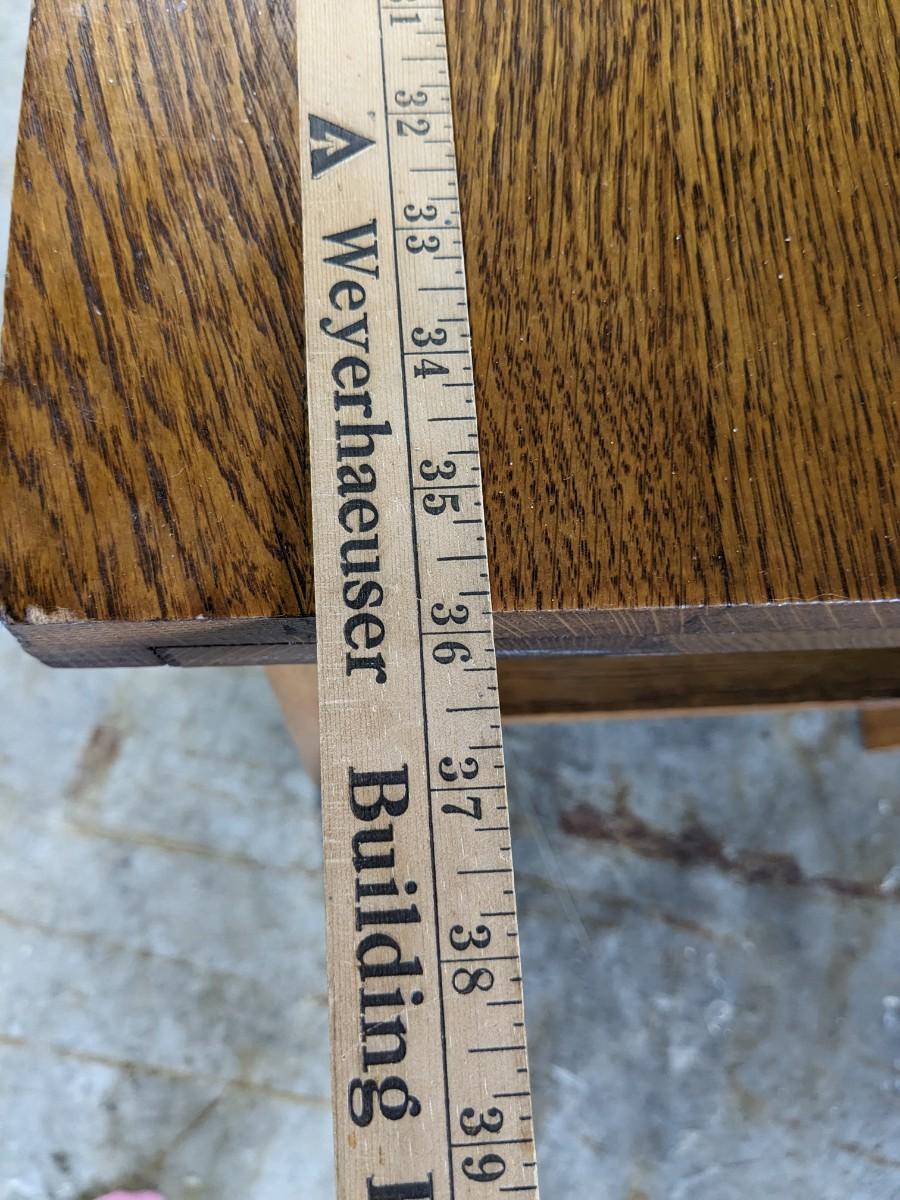 31 32 33 34 35 36 37 38 39
Weyerhaeuser Building